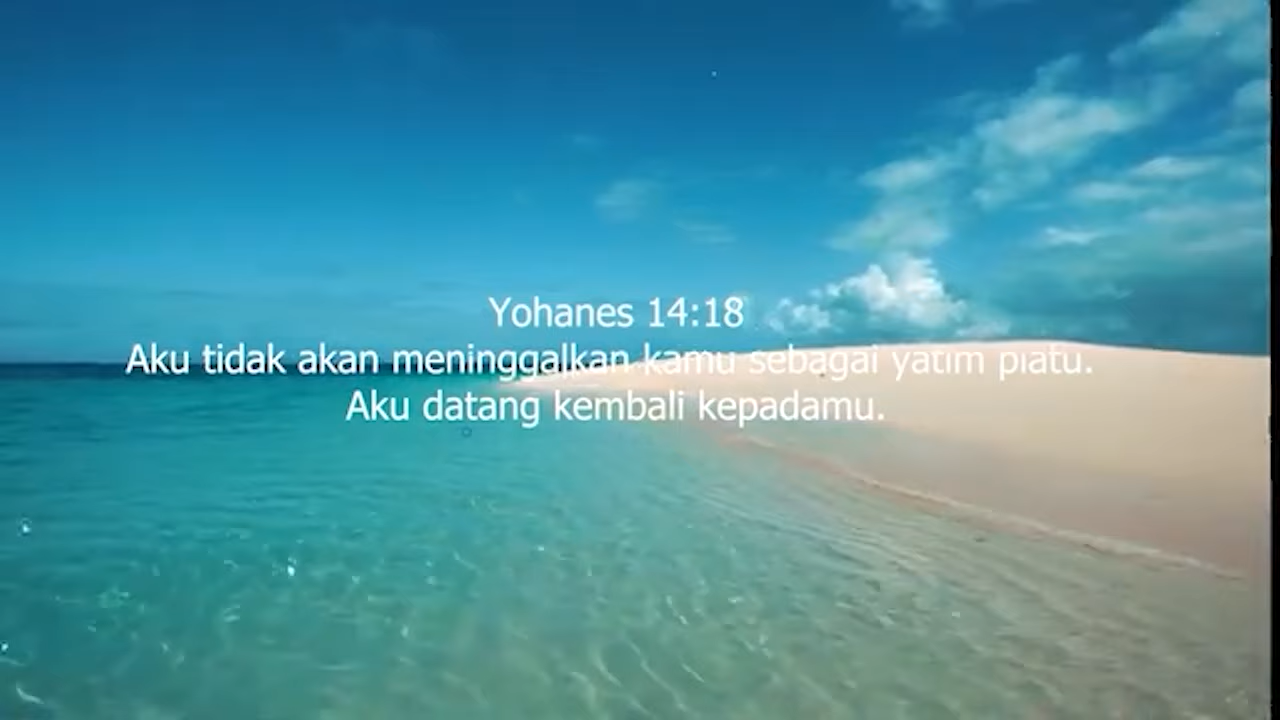 Yohanes 14:18
Aku tidak akan meninggalkan kamu sebagai yatim piatu.
Aku datang kembali kepadamu.